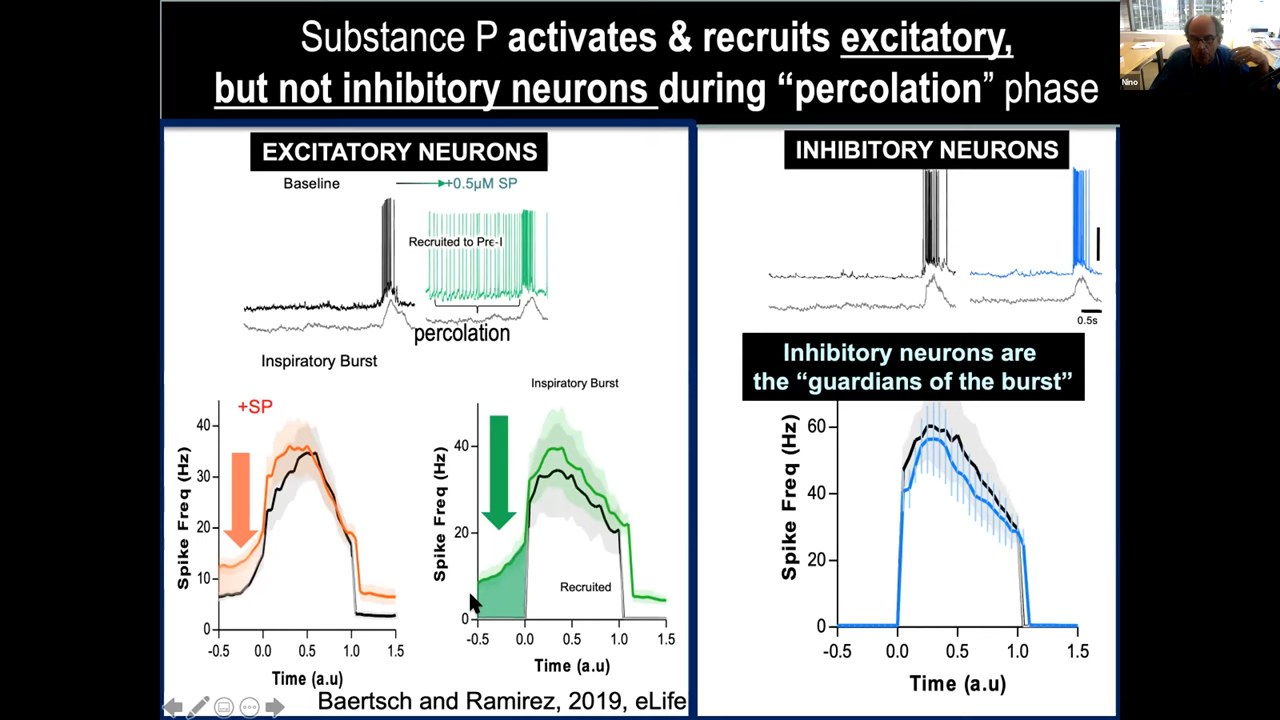 Substance P activates & recruits excitatory,
but not inhibitory neurons during “percolation” phase
Nino
EXCITATORY NEURONS
Baseline
+0.5µM SP
Recruited to Pre-I
percolation
Inspiratory Burst
+SP
Spike Freq (Hz)
40
30
20
10
0
-0.5 0.0 0.5 1.0 1.5
Time (a.u)
Inspiratory Burst
Spike Freq (Hz)
40
20
0
Recruited
-0.5 0.0 0.5 1.0 1.5
Time (a.u)
Baertsch and Ramirez, 2019, eLife
INHIBITORY NEURONS
0.5s
Inhibitory neurons are
the “guardians of the burst”
Spike Freq (Hz)
60
40
20
0
-0.5 0.0 0.5 1.0 1.5
Time (a.u)